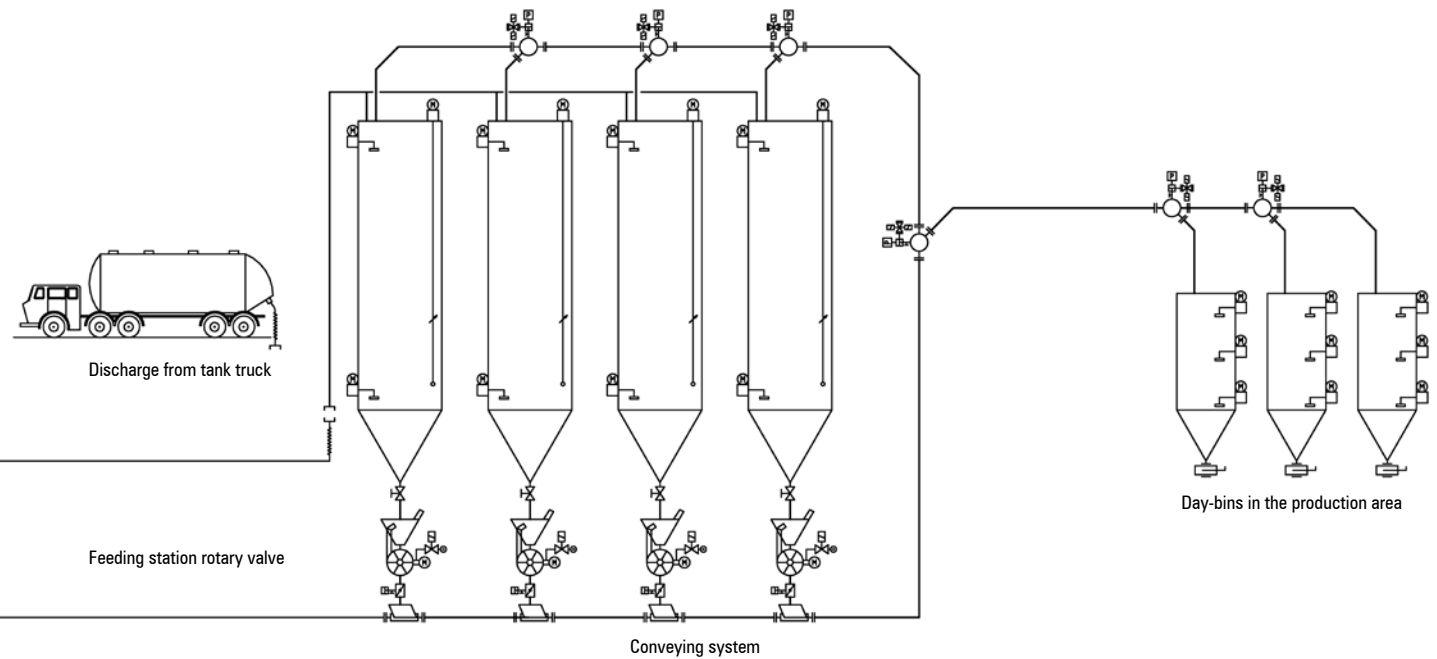 P
P
P
M
M
M
M
M
M
M
M
P
P
M
M
M
M
M
M
M
M
M
Discharge from tank truck
M
M
M
M
Day-bins in the production area
Feeding station rotary valve
M
M
M
M
Conveying system